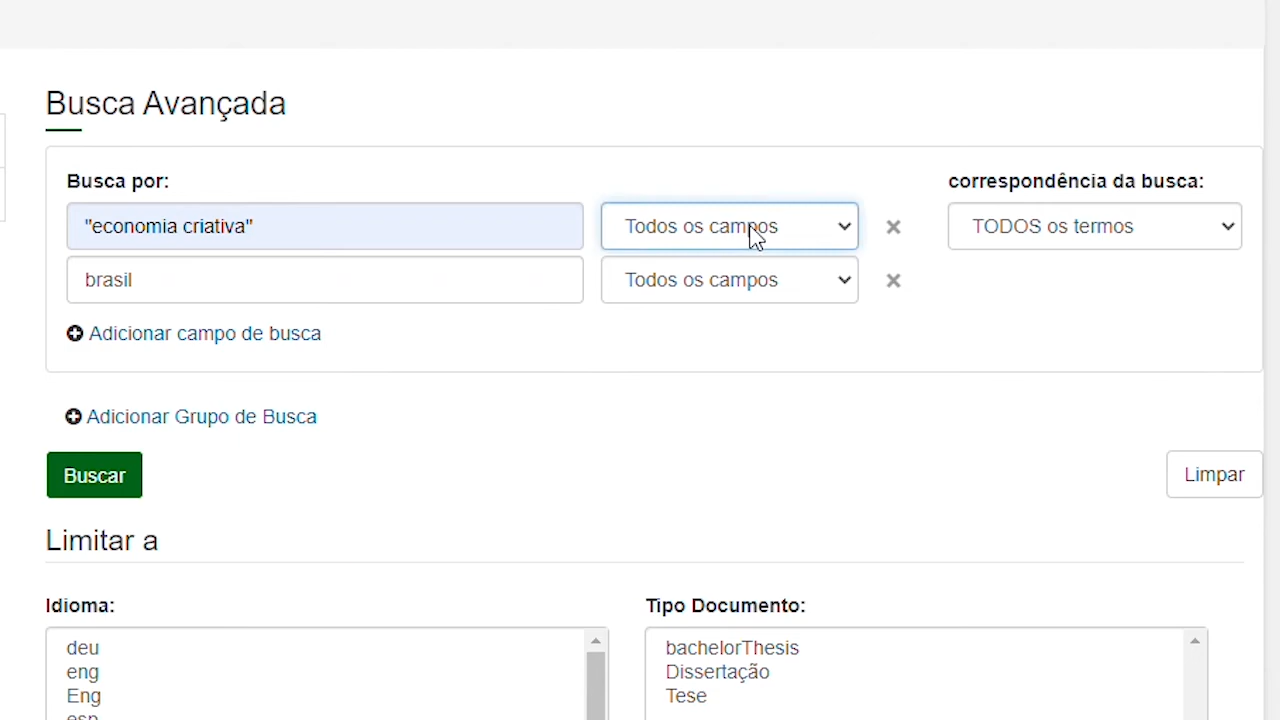 Busca Avançada
Busca por:
correspondência da busca:
"economia criativa"
Todos os campos
TODOS os termos
brasil
Todos os campos
Adicionar campo de busca
Adicionar Grupo de Busca
Buscar
Limpar
Limitar a
Idioma:
Tipo Documento:
deu
eng
Eng
bachelorThesis
Dissertação
Tese